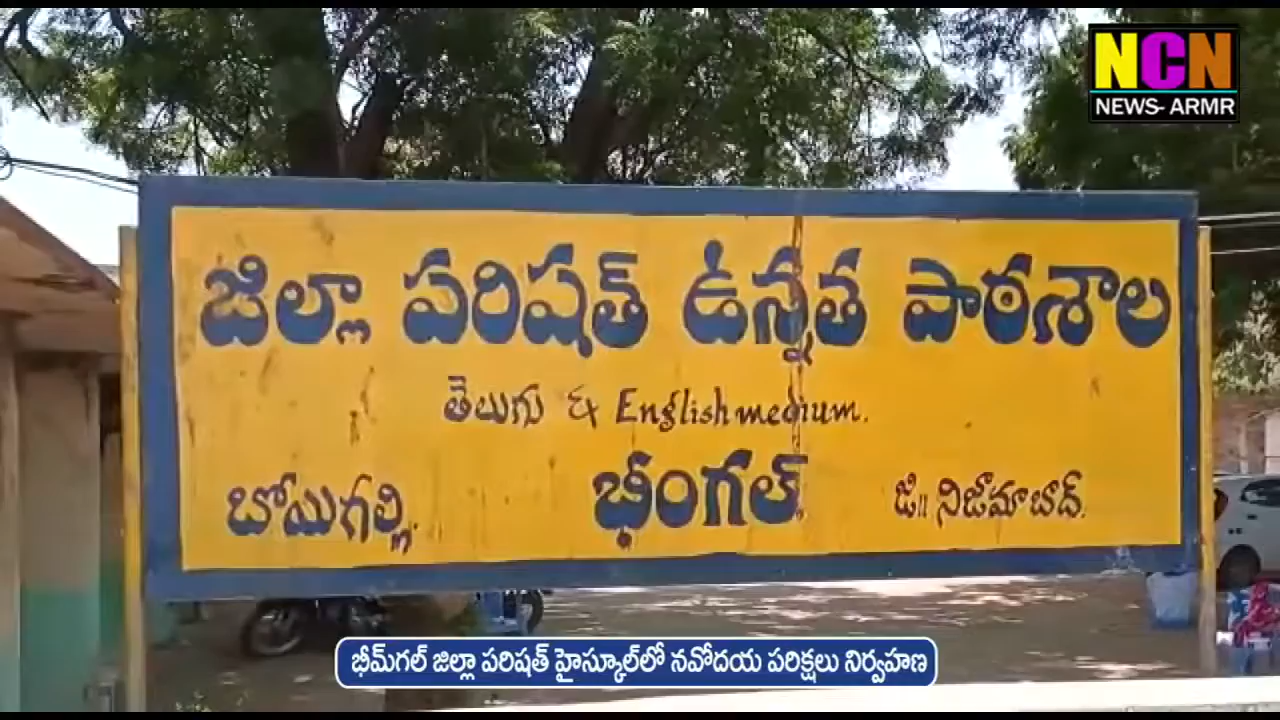 NCN
NEWS- ARMR
జిల్లా పరిషత్ ఉన్నత పాఠశాల
తెలుగు & English medium.
బోయిగల్లి. భీంగల్ జి॥ నిజామాబాద్.
భీమ్‌గల్ జిల్లా పరిషత్ హైస్కూల్‌లో నవోదయ పరిక్షలు నిర్వహణ